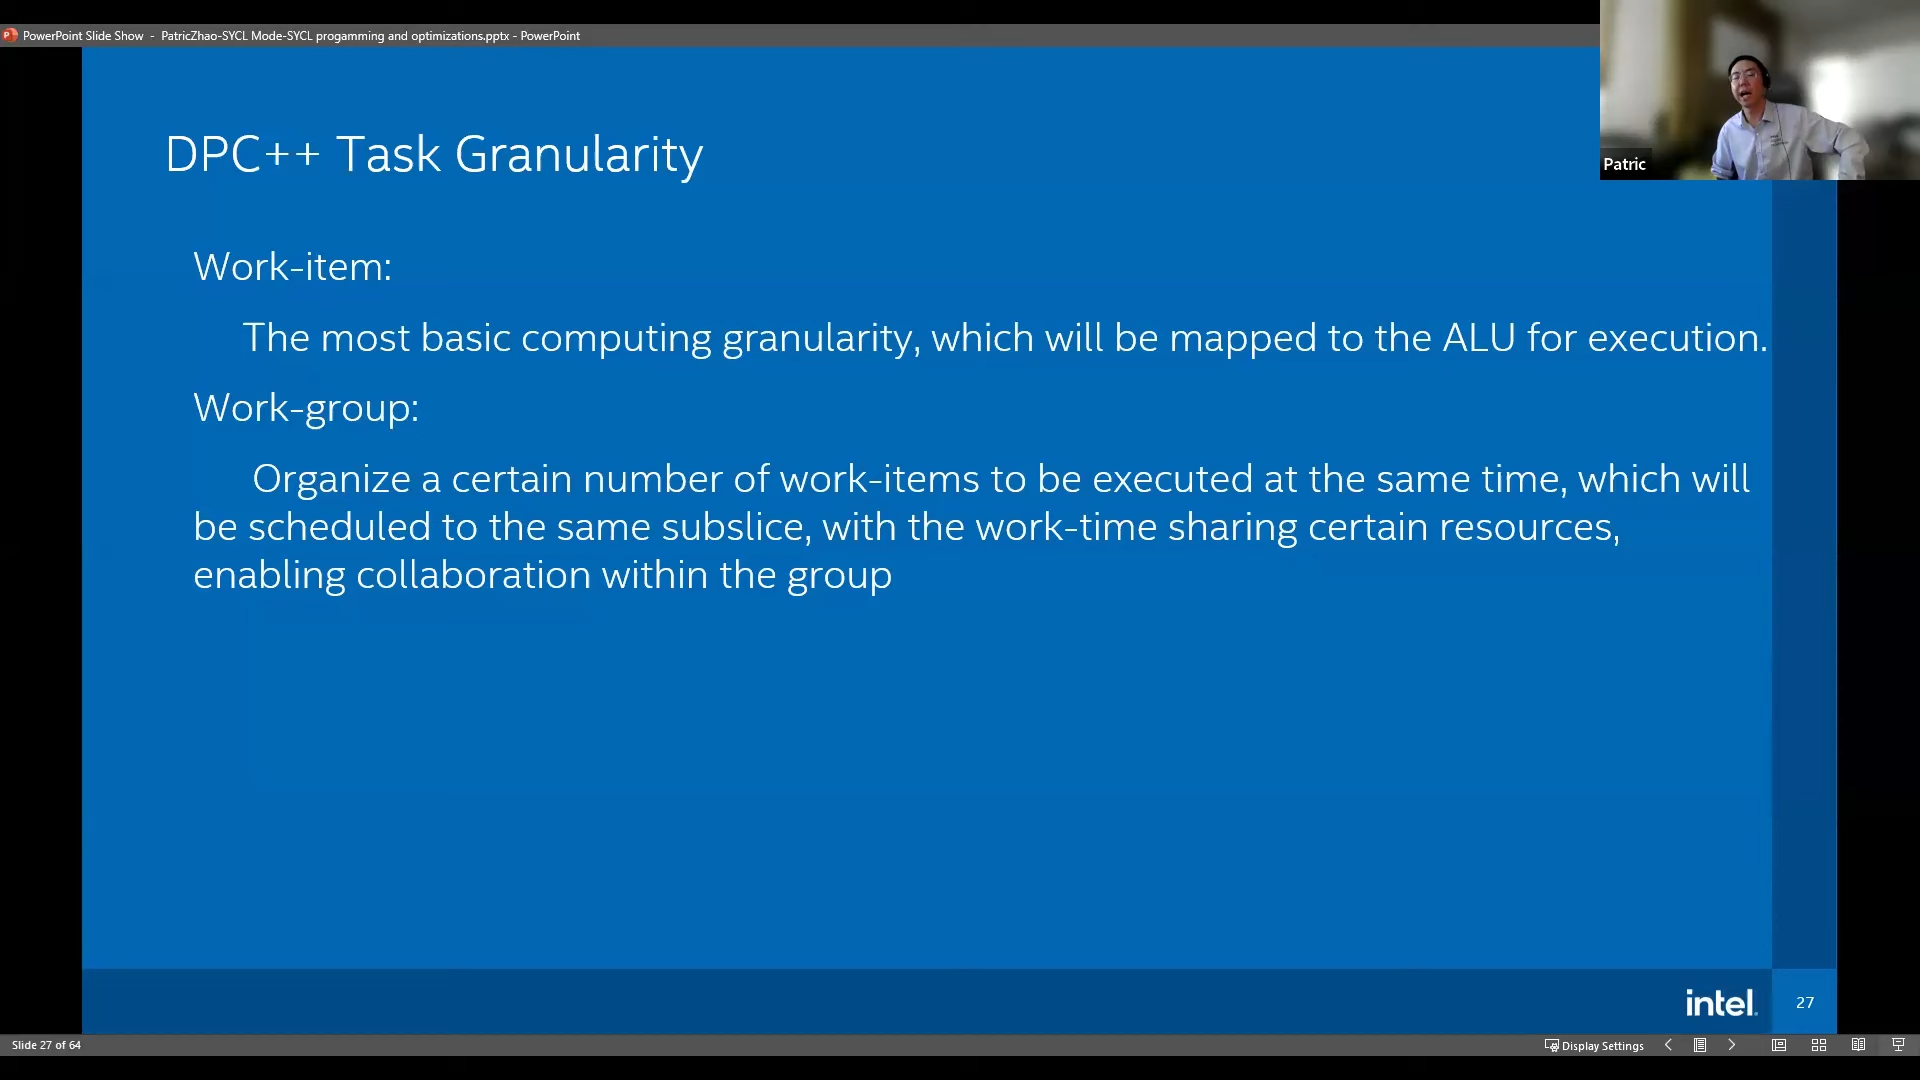 PowerPoint Slide Show - PatricZhao-SYCL Mode-SYCL progamming and optimizations.pptx - PowerPoint
Patric
DPC++ Task Granularity
Work-item:
The most basic computing granularity, which will be mapped to the ALU for execution.
Work-group:
Organize a certain number of work-items to be executed at the same time, which will
be scheduled to the same subslice, with the work-time sharing certain resources,
enabling collaboration within the group
intel.
27
Slide 27 of 64
Display Settings